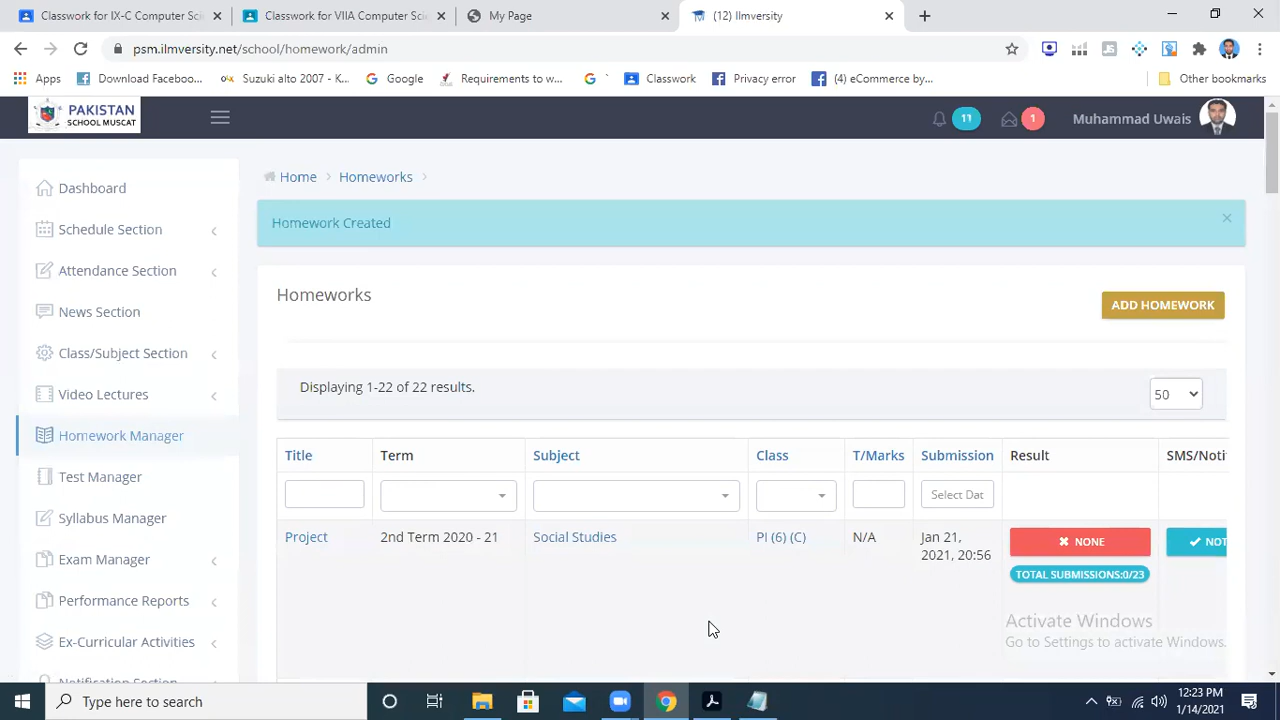 Classwork for IX-C Computer Sc
Classwork for VIIA Computer Sci
My Page
(12) Ilmversity
psm.ilmversity.net/school/homework/admin
Apps
Download Faceboo...
Suzuki alto 2007 - K...
Google
Requirements to w...
Classwork
Privacy error
(4) eCommerce by...
Other bookmarks
PAKISTAN
SCHOOL MUSCAT
11
1
Muhammad Uwais
Dashboard
Schedule Section
Attendance Section
News Section
Class/Subject Section
Video Lectures
Homework Manager
Test Manager
Syllabus Manager
Exam Manager
Performance Reports
Ex-Curricular Activities
Notification Section
Home > Homeworks >
Homework Created
Homeworks
ADD HOMEWORK
Displaying 1-22 of 22 results.
50
Title Term Subject Class T/Marks Submission Result SMS/Noti
Select Dat
Project 2nd Term 2020 - 21 Social Studies PI (6) (C) N/A Jan 21, NONE NOT
2021, 20:56
TOTAL SUBMISSIONS:0/23
Activate Windows
Go to Settings to activate Windows.
Type here to search
12:23 PM
1/14/2021